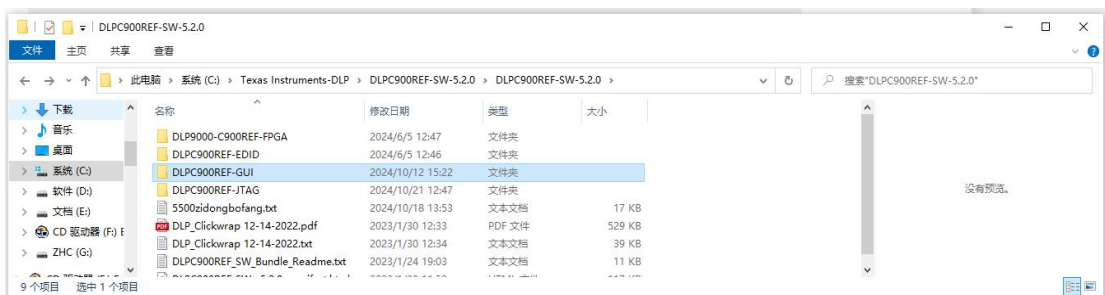 DLPC900REF-SW-5.2.0
文件 主页 共享 查看
此电脑 > 系统 (C:) > Texas Instruments-DLP > DLPC900REF-SW-5.2.0 > DLPC900REF-SW-5.2.0 > 搜索"DLPC900REF-SW-5.2.0"
下载 名称 修改日期 类型 大小
音乐 DLP9000-C900REF-FPGA 2024/6/5 12:47 文件夹
桌面 DLPC900REF-EDID 2024/6/5 12:46 文件夹
系统 (C:) DLPC900REF-GUI 2024/10/12 15:22 文件夹
软件 (D:) DLPC900REF-JTAG 2024/10/21 12:47 文件夹 没有预览。
文档 (E:) 5500zidongbofang.txt 2024/10/18 13:53 文本文档 17 KB
CD 驱动器 (F:) E DLP_Clickwrap 12-14-2022.pdf 2023/1/30 12:33 PDF 文件 529 KB
ZHC (G:) DLP_Clickwrap 12-14-2022.txt 2023/1/30 12:34 文本文档 39 KB
DLPC900REF_SW_Bundle_Readme.txt 2023/1/24 19:03 文本文档 11 KB
9 个项目 选中 1 个项目